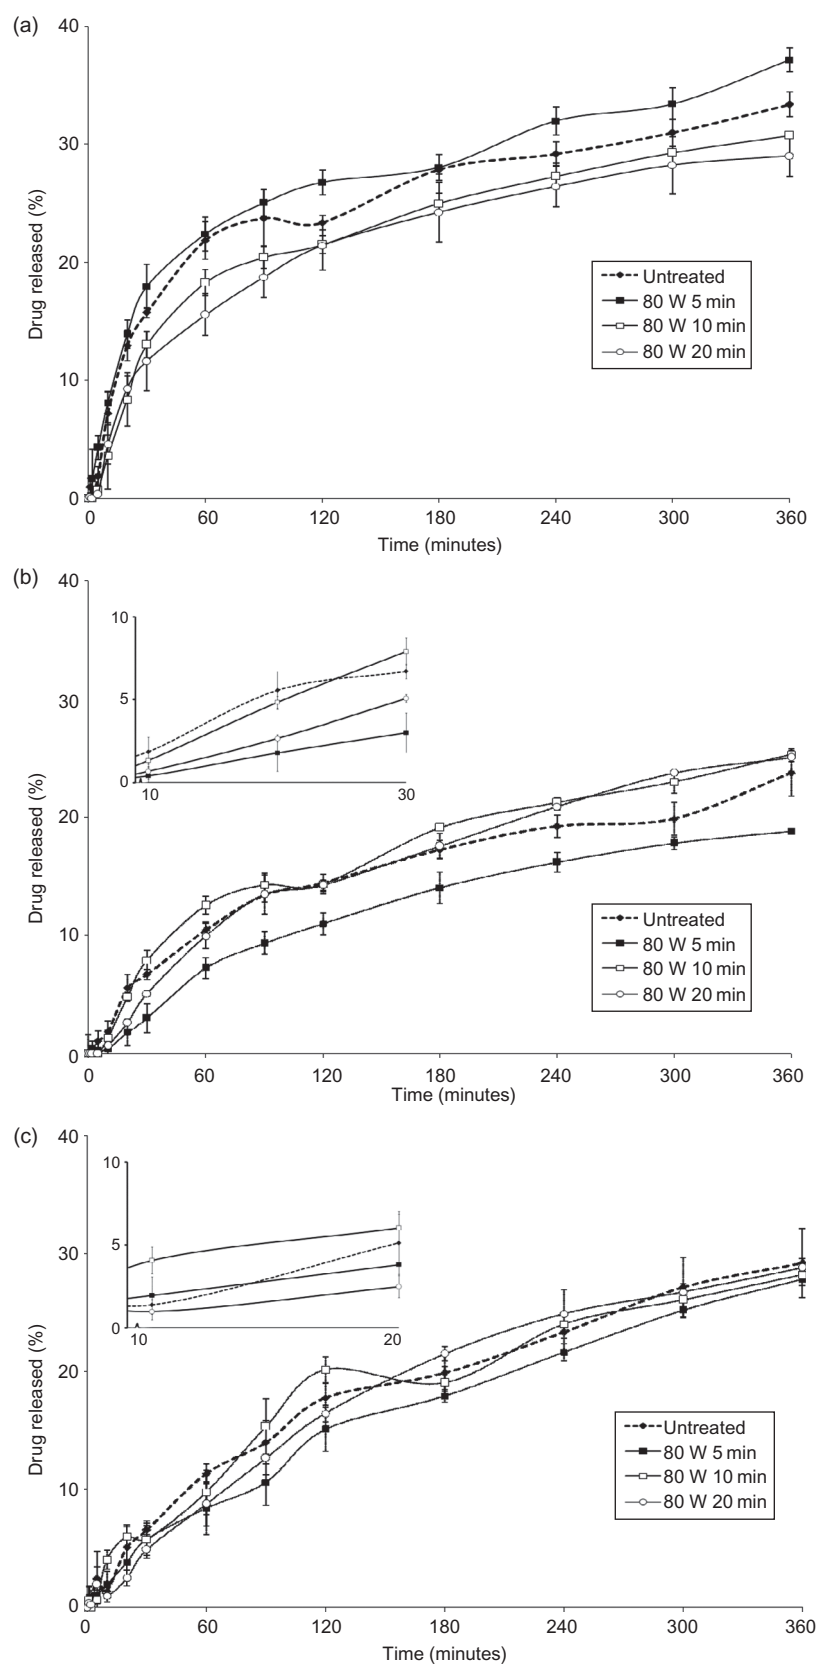 (a)
40
30
20
10
0
Drug released (%)
0 60 120 180 240 300 360
Time (minutes)
Untreated
80 W 5 min
80 W 10 min
80 W 20 min
(b)
40
30
20
10
0
Drug released (%)
10
5
0
10 30
0 60 120 180 240 300 360
Time (minutes)
Untreated
80 W 5 min
80 W 10 min
80 W 20 min
(c)
40
30
20
10
0
Drug released (%)
10
5
0
10 20
0 60 120 180 240 300 360
Time (minutes)
Untreated
80 W 5 min
80 W 10 min
80 W 20 min